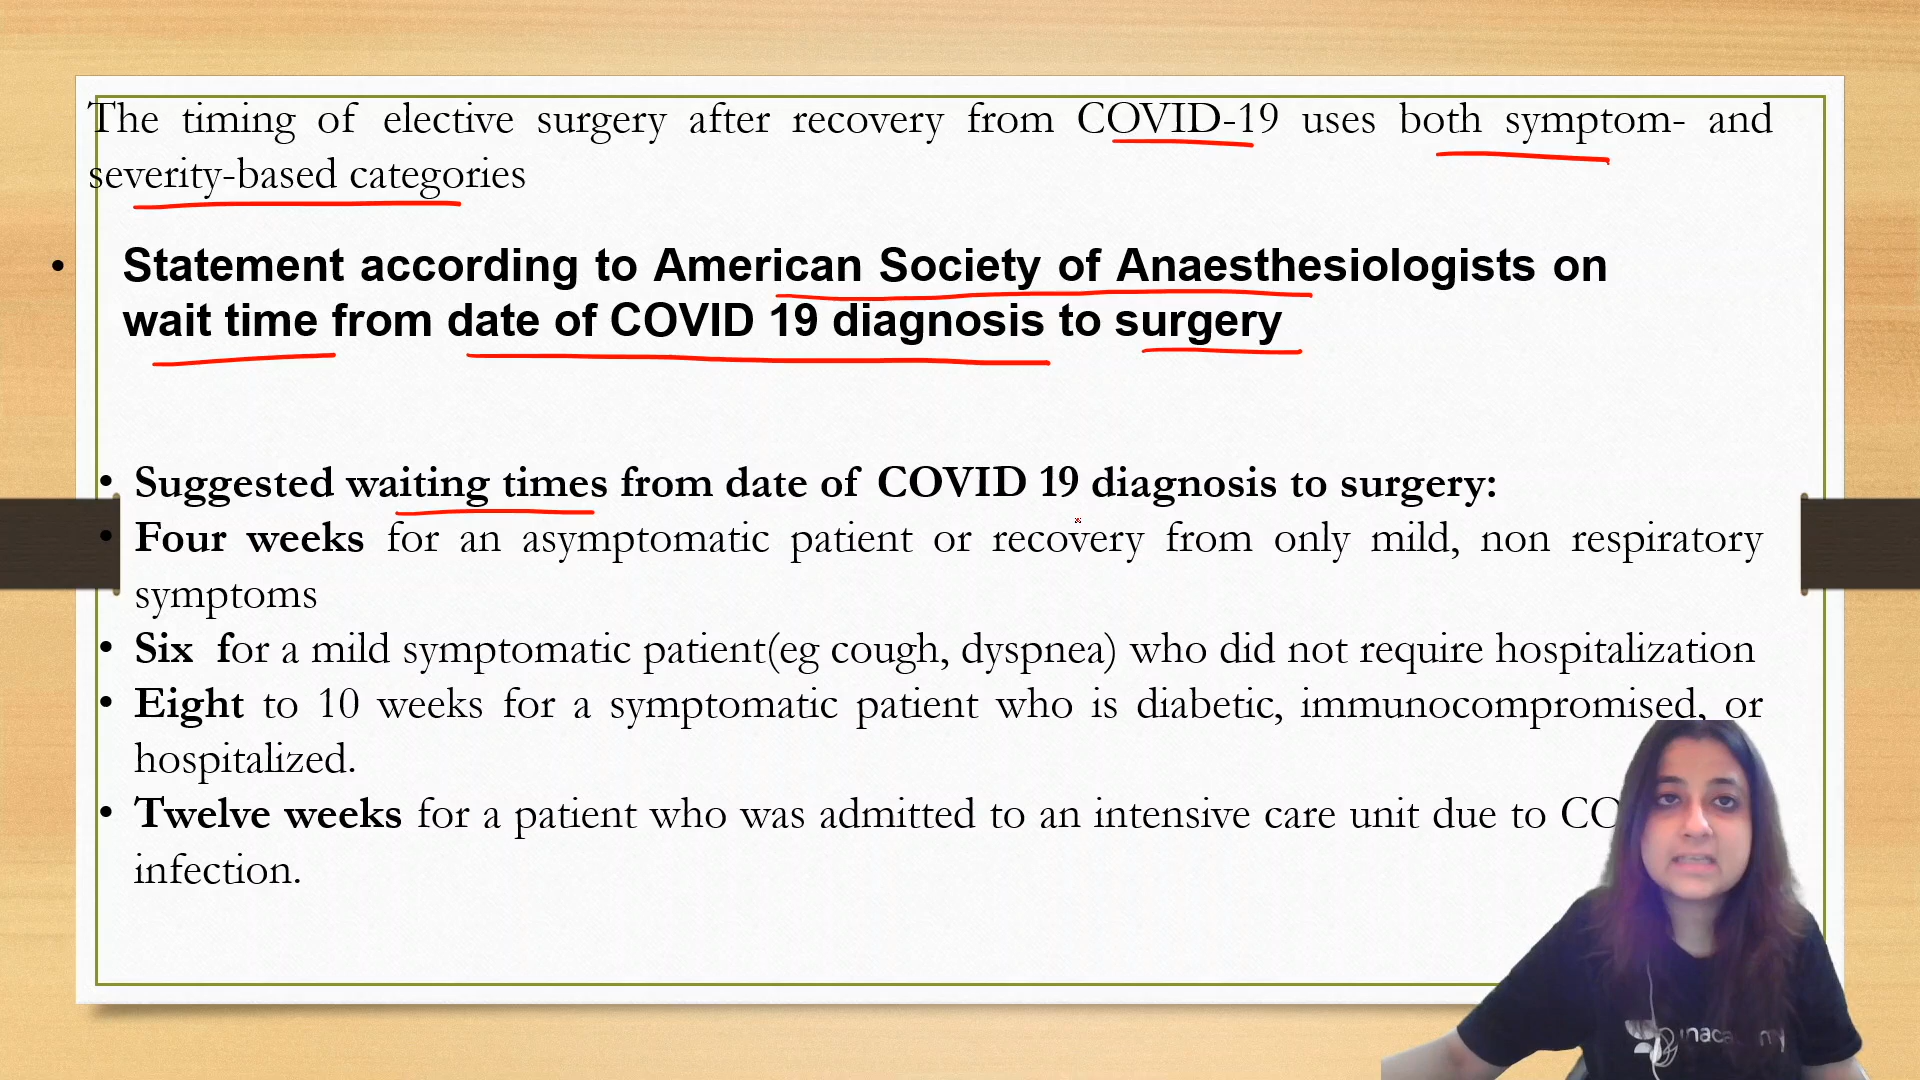 The timing of elective surgery after recovery from COVID-19 uses both symptom- and
severity-based categories
• Statement according to American Society of Anaesthesiologists on
wait time from date of COVID 19 diagnosis to surgery
• Suggested waiting times from date of COVID 19 diagnosis to surgery:
• Four weeks for an asymptomatic patient or recovery from only mild, non respiratory
symptoms
• Six for a mild symptomatic patient(eg cough, dyspnea) who did not require hospitalization
• Eight to 10 weeks for a symptomatic patient who is diabetic, immunocompromised, or
hospitalized.
• Twelve weeks for a patient who was admitted to an intensive care unit due to
infection.